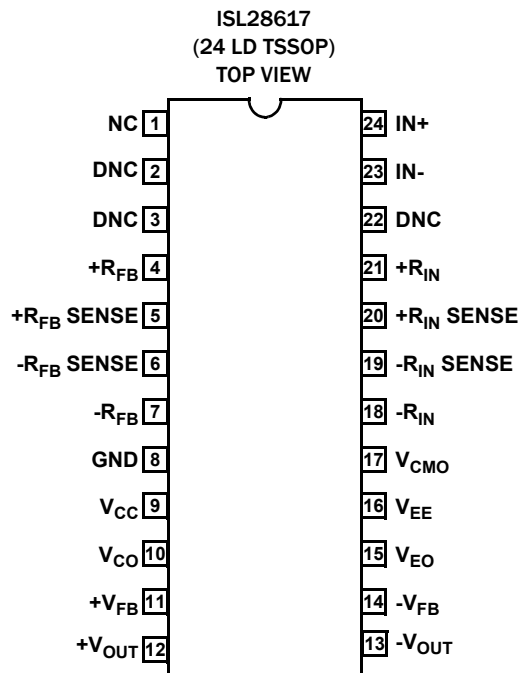 ISL28617
(24 LD TSSOP)
TOP VIEW
NC 1 24 IN+
DNC 2 23 IN-
DNC 3 22 DNC
+RFB 4 21 +RIN
+RFB SENSE 5 20 +RIN SENSE
-RFB SENSE 6 19 -RIN SENSE
-RFB 7 18 -RIN
GND 8 17 VCMO
VCC 9 16 VEE
VCO 10 15 VEO
+VFB 11 14 -VFB
+VOUT 12 13 -VOUT